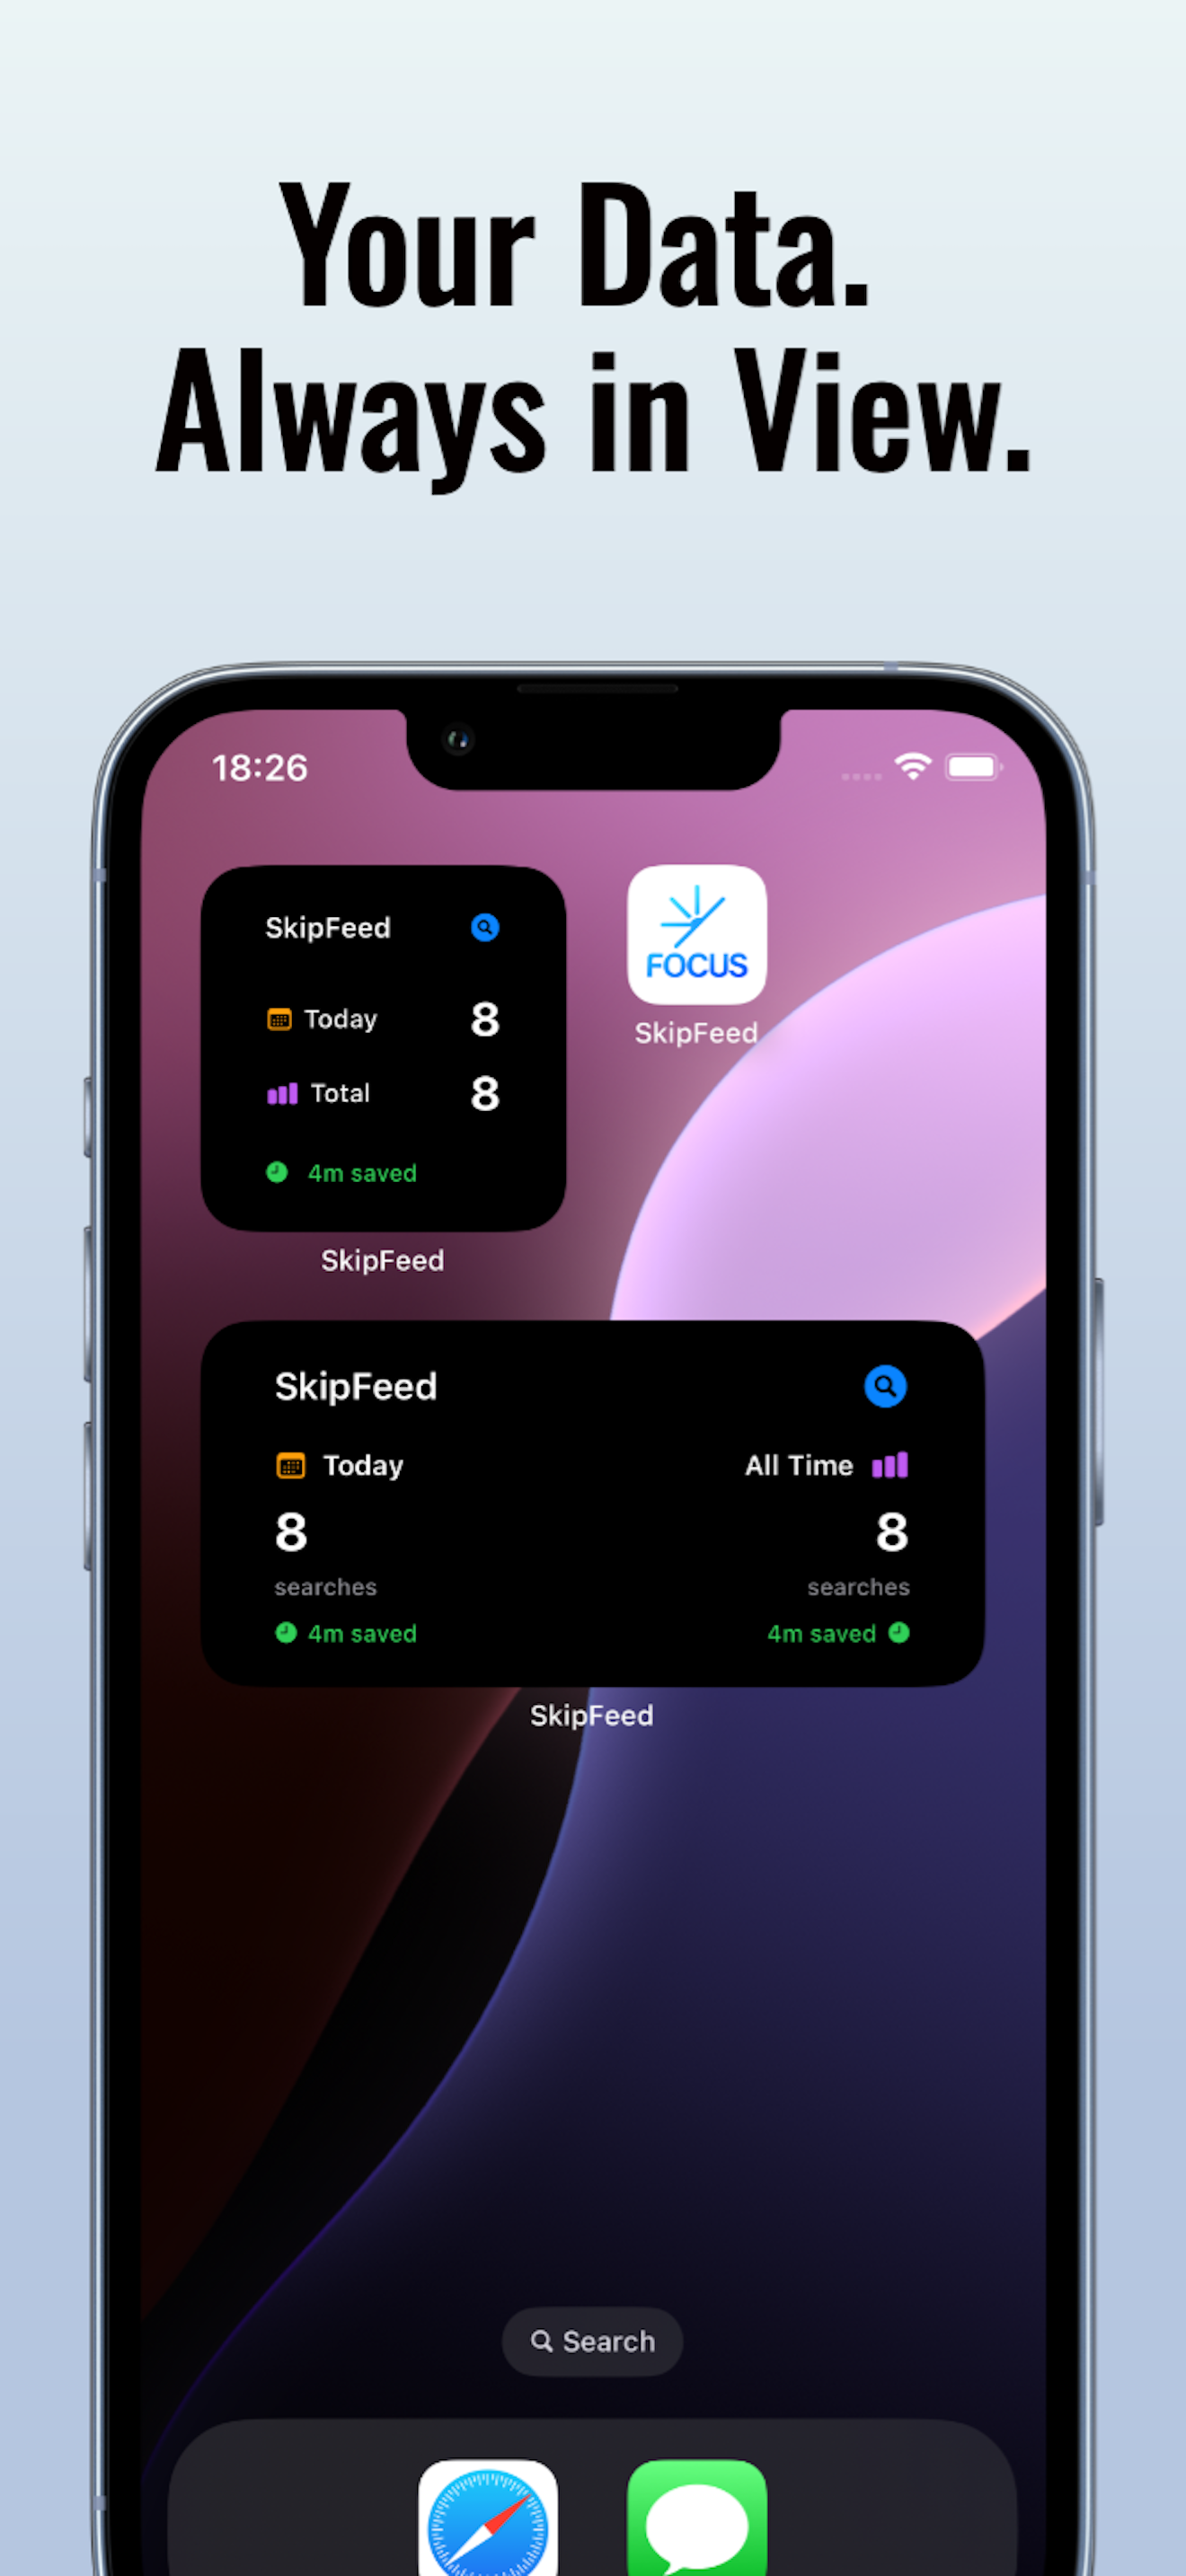 Your Data.
Always in View.
18:26
SkipFeed
Today 8
Total 8
4m saved
SkipFeed
FOCUS
SkipFeed
SkipFeed
Today All Time
8 8
searches searches
4m saved 4m saved
SkipFeed
Search